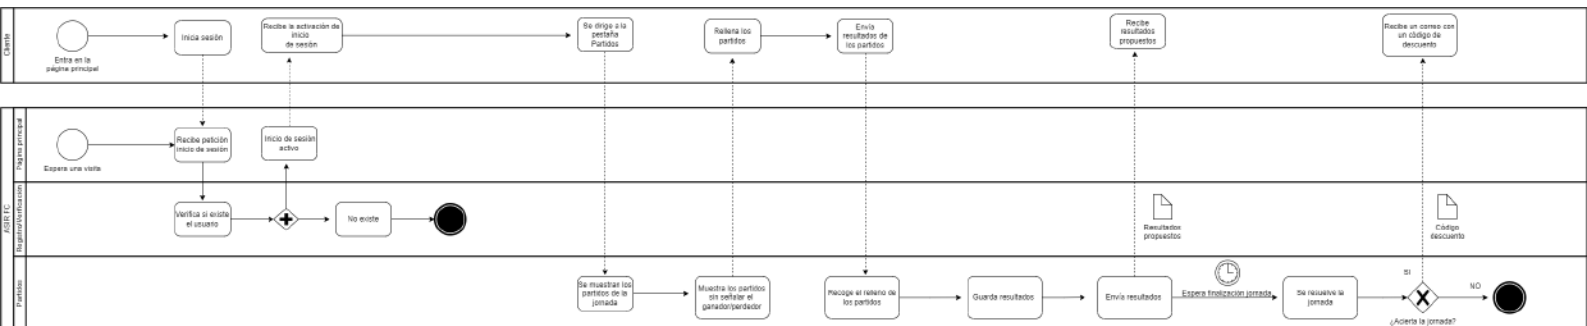 Cliente
Entra en la
página principal
Inicia sesión
Recibe la activación de
inicio
de sesón
Se dirige a la
pestaña
Partidos
Rellena los
partidos
Envía
resultados de
los partidos
Recibe
resultados
propuestos
Recibe un correo con
un código de
descuento
ASIR FC
Página principal
Espera una visita
Recibe petición
inicio de sesión
Inicio de sesión
activo
Registro/Verificación
Verifica si existe
el usuario
No existe
Resultados
propuestos
Código
descuento
Partidos
Se muestran los
partidos de la
jornada
Muestra los partidos
sin señalar el
ganador/perdedor
Recoge el relleno de
los partidos
Guarda resultados
Envía resultados
Espera finalización jornada
Se resuelve la
jornada
SI
NO
¿Acierta la jornada?